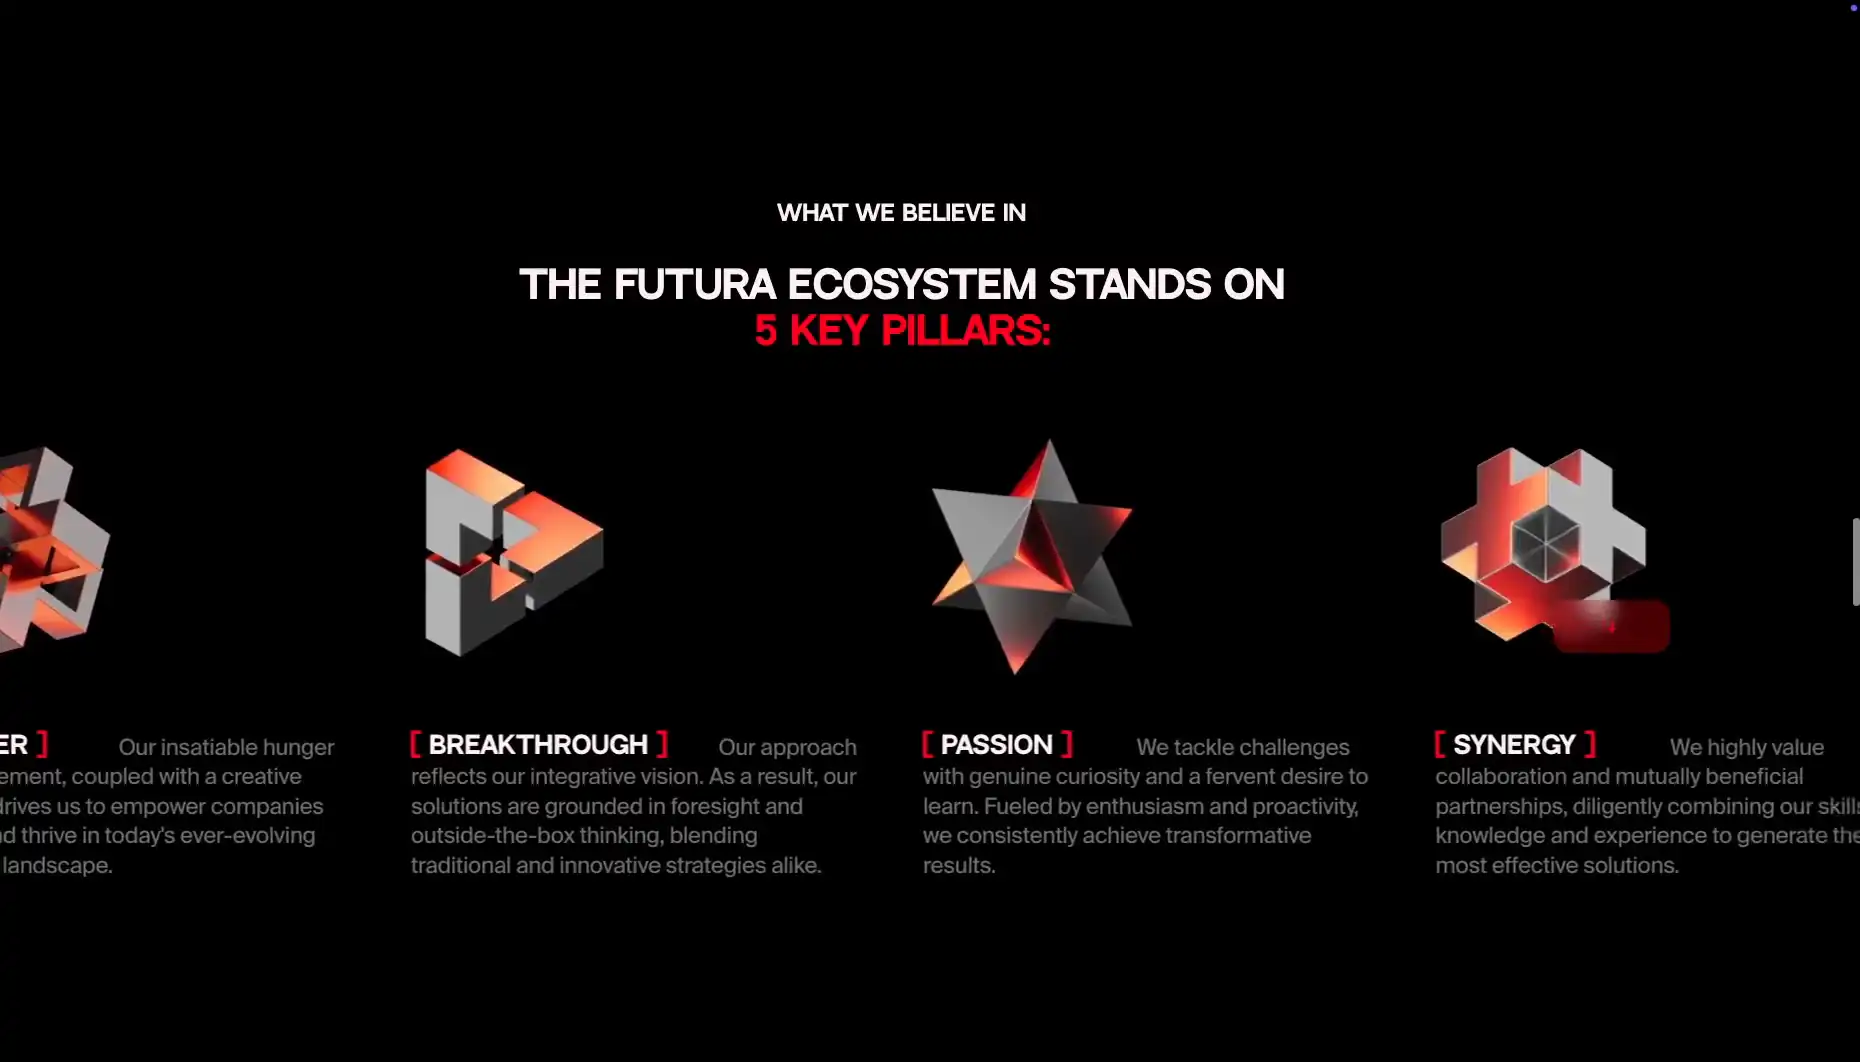 WHAT WE BELIEVE IN
THE FUTURA ECOSYSTEM STANDS ON
5 KEY PILLARS:
ER ] Our insatiable hunger
ement, coupled with a creative
drives us to empower companies
nd thrive in today's ever-evolving
landscape.
[ BREAKTHROUGH ] Our approach
reflects our integrative vision. As a result, our
solutions are grounded in foresight and
outside-the-box thinking, blending
traditional and innovative strategies alike.
[ PASSION ] We tackle challenges
with genuine curiosity and a fervent desire to
learn. Fueled by enthusiasm and proactivity,
we consistently achieve transformative
results.
[ SYNERGY ] We highly value
collaboration and mutually beneficial
partnerships, diligently combining our skills
knowledge and experience to generate the
most effective solutions.